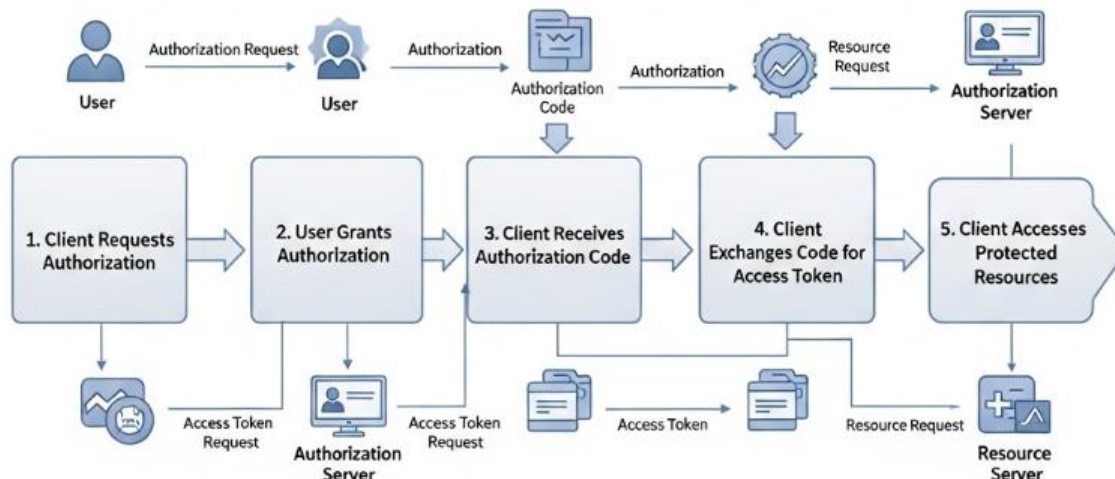 Authorization Request
User
User
Authorization
Authorization
Code
Authorization
Resource
Request
Authorization
Server
1. Client Requests
Authorization
2. User Grants
Authorization
3. Client Receives
Authorization Code
4. Client
Exchanges Code for
Access Token
5. Client Accesses
Protected
Resources
Access Token
Request
Authorization
Server
Access Token
Request
Access Token
Resource Request
Resource
Server